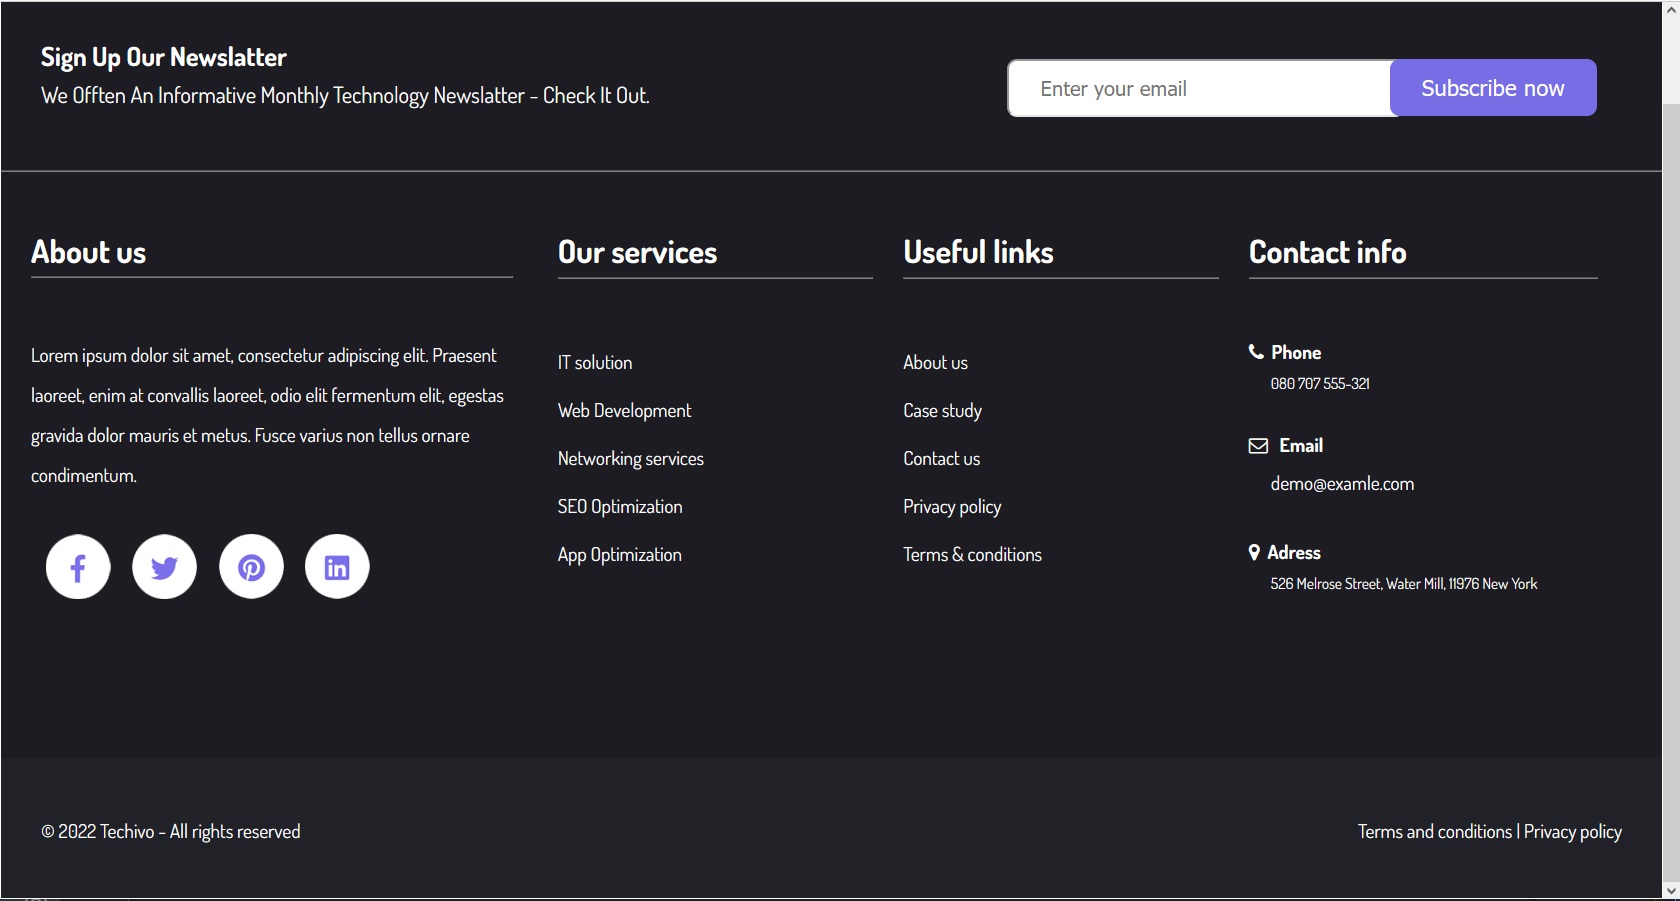 Sign Up Our Newslatter
We Offten An Informative Monthly Technology Newslatter - Check It Out.
Enter your email
Subscribe now
About us
Lorem ipsum dolor sit amet, consectetur adipiscing elit. Praesent
laoreet, enim at convallis laoreet, odio elit fermentum elit, egestas
gravida dolor mauris et metus. Fusce varius non tellus ornare
condimentum.
Our services
IT solution
Web Development
Networking services
SEO Optimization
App Optimization
Useful links
About us
Case study
Contact us
Privacy policy
Terms & conditions
Contact info
Phone
080 707 555-321
Email
demo@examle.com
Adress
526 Melrose Street, Water Mill, 11976 New York
© 2022 Techivo - All rights reserved
Terms and conditions | Privacy policy